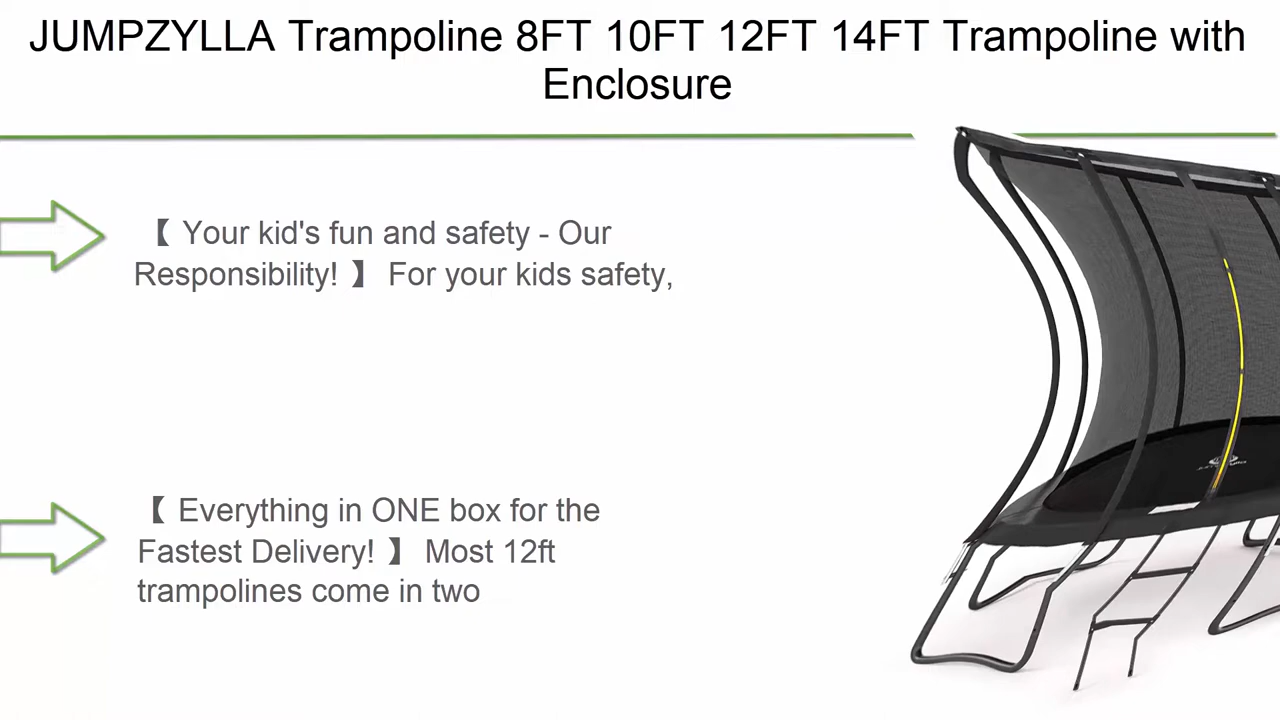 JUMPZYLLA Trampoline 8FT 10FT 12FT 14FT Trampoline with
Enclosure
【 Your kid's fun and safety - Our
Responsibility! 】 For your kids safety,
【 Everything in ONE box for the
Fastest Delivery! 】 Most 12ft
trampolines come in two